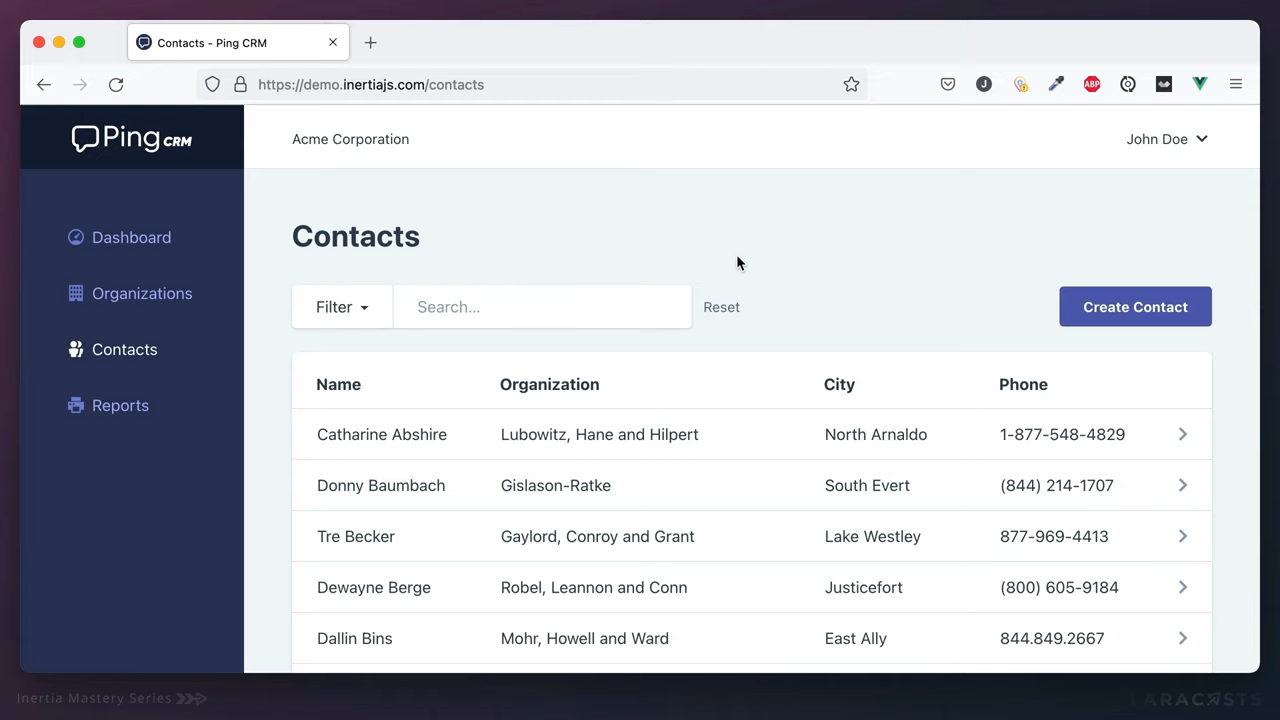 Contacts - Ping CRM
https://demo.inertiajs.com/contacts
J
ABP
Ping CRM
Acme Corporation
John Doe
Dashboard
Organizations
Contacts
Reports
Contacts
Filter
Search...
Reset
Create Contact
Name Organization City Phone
Catharine Abshire Lubowitz, Hane and Hilpert North Arnaldo 1-877-548-4829
Donny Baumbach Gislason-Ratke South Evert (844) 214-1707
Tre Becker Gaylord, Conroy and Grant Lake Westley 877-969-4413
Dewayne Berge Robel, Leannon and Conn Justicefort (800) 605-9184
Dallin Bins Mohr, Howell and Ward East Ally 844.849.2667
Inertia Mastery Series
LARACASTS